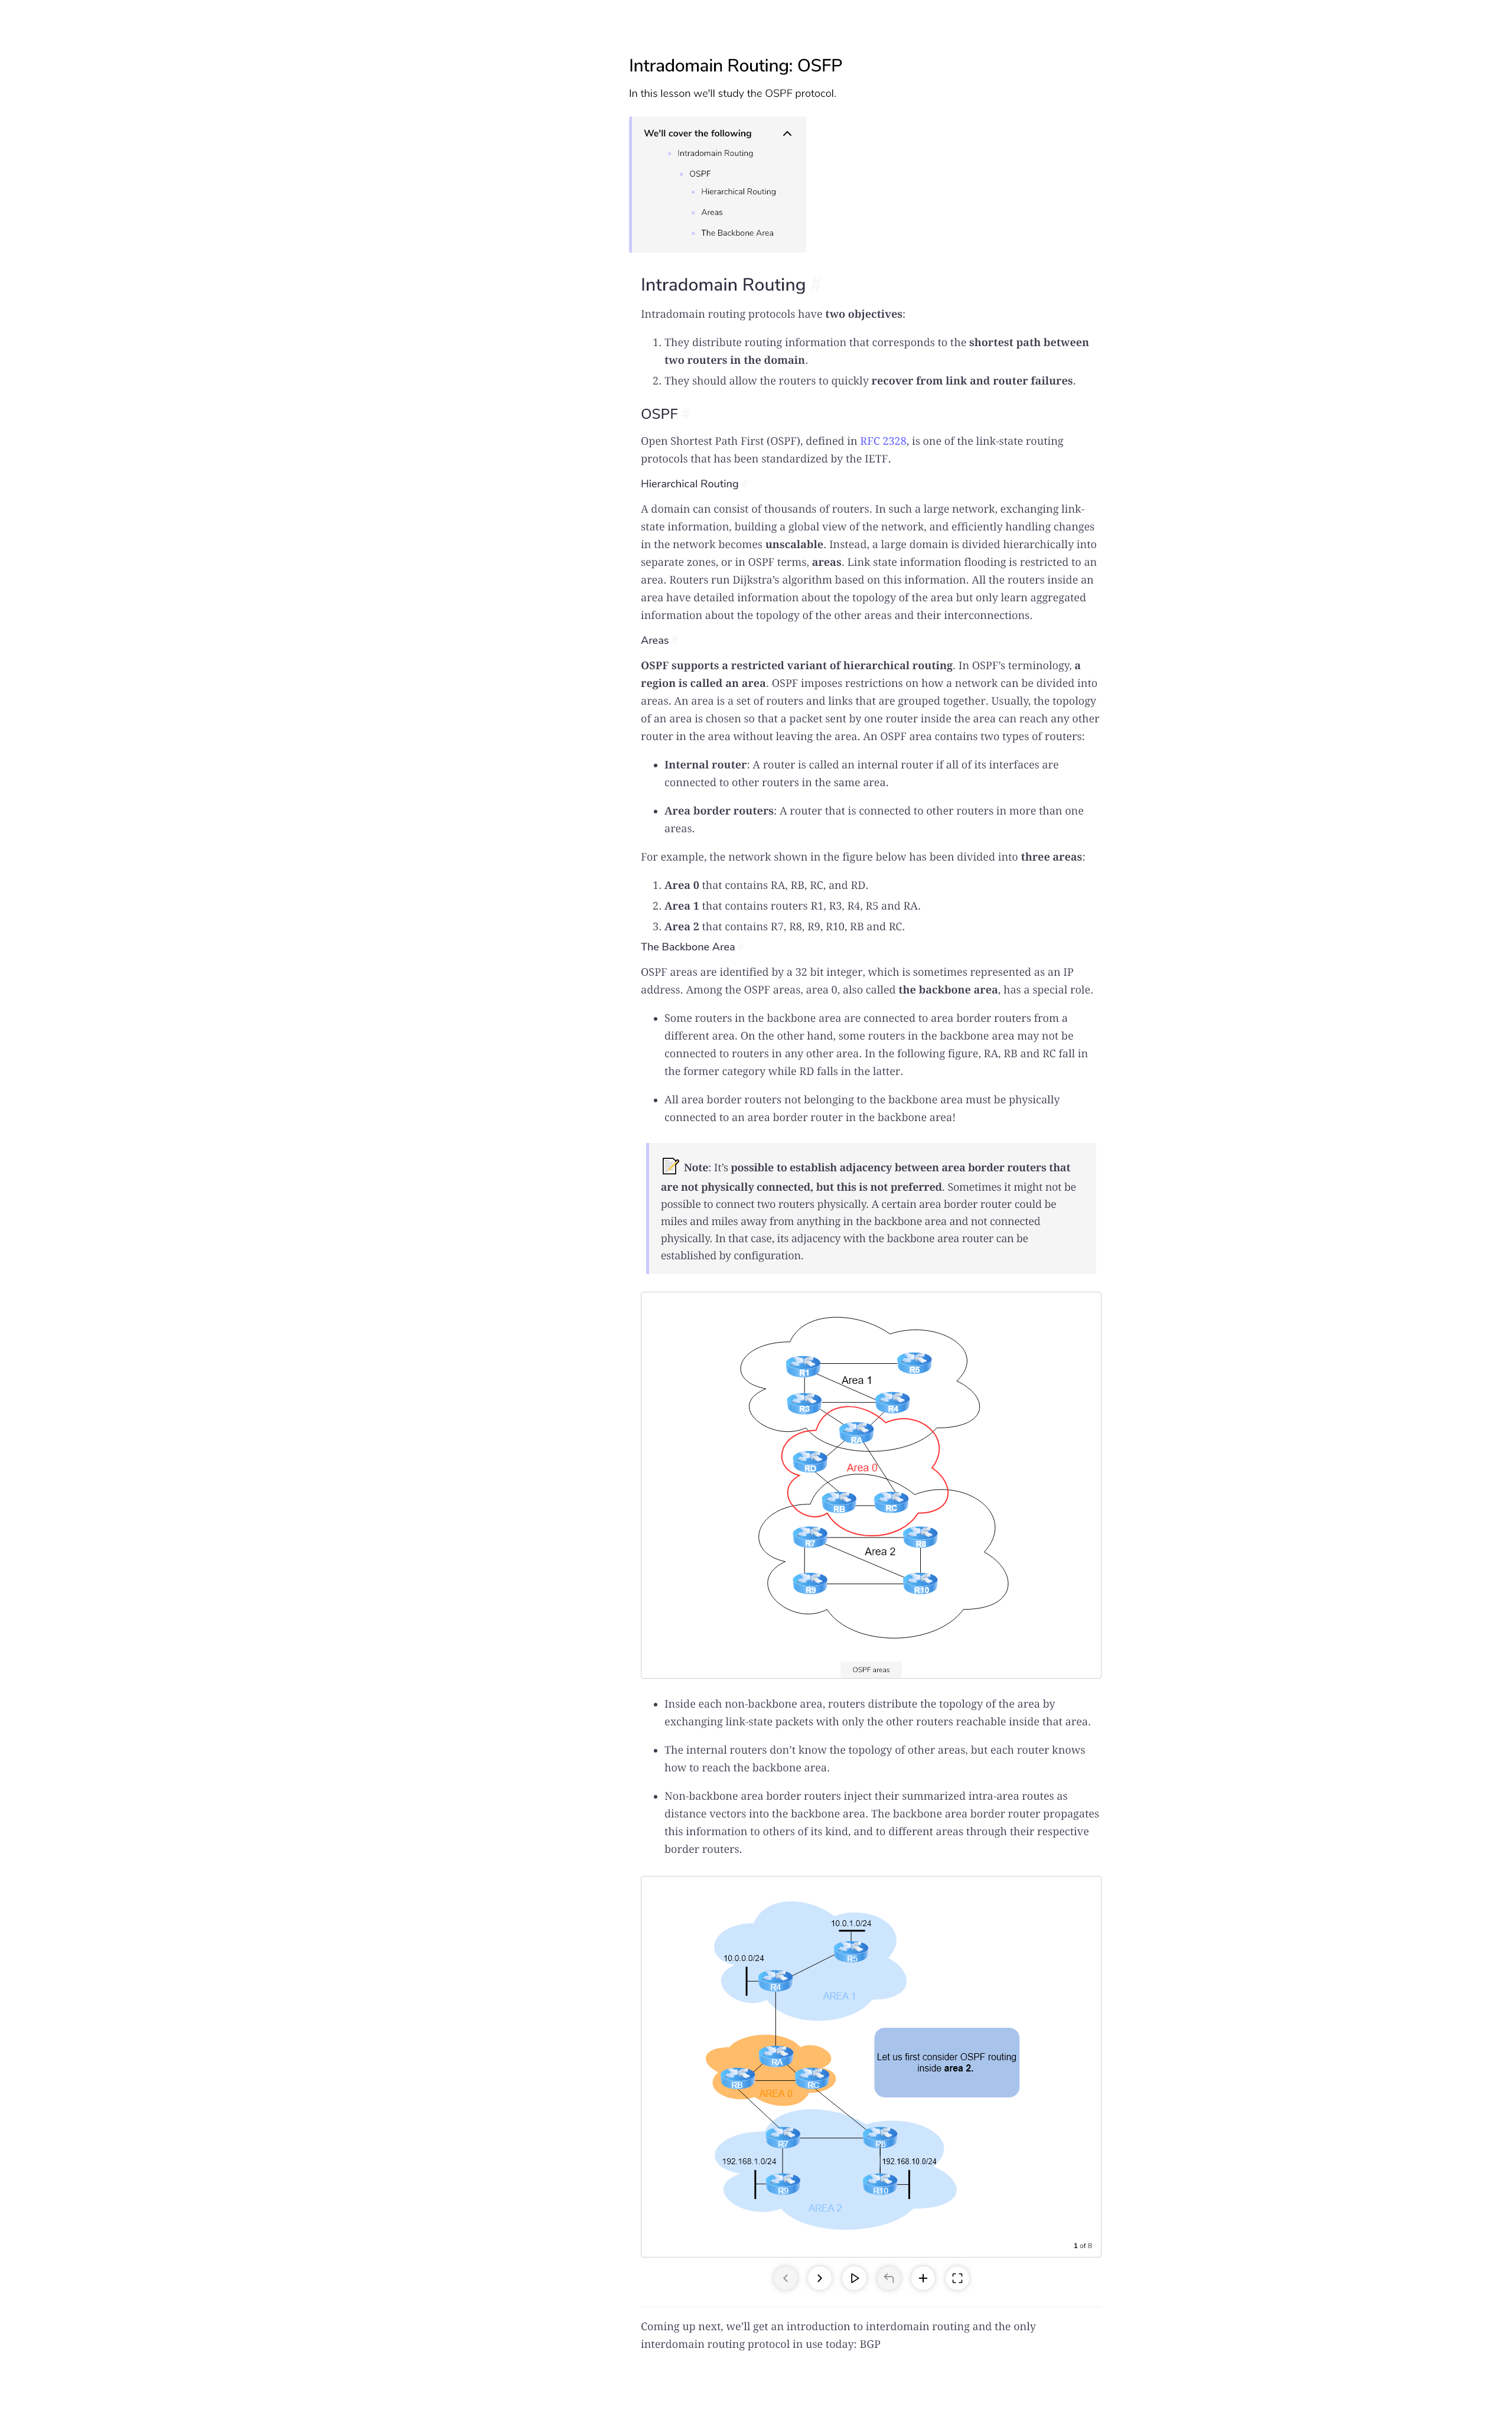 Intradomain Routing: OSFP
In this lesson we'll study the OSPF protocol.
We'll cover the following
Intradomain Routing
OSPF
Hierarchical Routing
Areas
The Backbone Area
Intradomain Routing #
Intradomain routing protocols have two objectives:
1. They distribute routing information that corresponds to the shortest path between
two routers in the domain.
2. They should allow the routers to quickly recover from link and router failures.
OSPF #
Open Shortest Path First (OSPF), defined in RFC 2328, is one of the link-state routing
protocols that has been standardized by the IETF.
Hierarchical Routing #
A domain can consist of thousands of routers. In such a large network, exchanging link-
state information, building a global view of the network, and efficiently handling changes
in the network becomes unscalable. Instead, a large domain is divided hierarchically into
separate zones, or in OSPF terms, areas. Link state information flooding is restricted to an
area. Routers run Dijkstra’s algorithm based on this information. All the routers inside an
area have detailed information about the topology of the area but only learn aggregated
information about the topology of the other areas and their interconnections.
Areas #
OSPF supports a restricted variant of hierarchical routing. In OSPF’s terminology, a
region is called an area. OSPF imposes restrictions on how a network can be divided into
areas. An area is a set of routers and links that are grouped together. Usually, the topology
of an area is chosen so that a packet sent by one router inside the area can reach any other
router in the area without leaving the area. An OSPF area contains two types of routers:
Internal router: A router is called an internal router if all of its interfaces are
connected to other routers in the same area.
Area border routers: A router that is connected to other routers in more than one
areas.
For example, the network shown in the figure below has been divided into three areas:
1. Area 0 that contains RA, RB, RC, and RD.
2. Area 1 that contains routers R1, R3, R4, R5 and RA.
3. Area 2 that contains R7, R8, R9, R10, RB and RC.
The Backbone Area #
OSPF areas are identified by a 32 bit integer, which is sometimes represented as an IP
address. Among the OSPF areas, area 0, also called the backbone area, has a special role.
Some routers in the backbone area are connected to area border routers from a
different area. On the other hand, some routers in the backbone area may not be
connected to routers in any other area. In the following figure, RA, RB and RC fall in
the former category while RD falls in the latter.
All area border routers not belonging to the backbone area must be physically
connected to an area border router in the backbone area!
Note: It’s possible to establish adjacency between area border routers that
are not physically connected, but this is not preferred. Sometimes it might not be
possible to connect two routers physically. A certain area border router could be
miles and miles away from anything in the backbone area and not connected
physically. In that case, its adjacency with the backbone area router can be
established by configuration.
R1
R5
Area 1
R3
R4
RA
RD
Area 0
RB
RC
R7
R8
Area 2
R9
R10
OSPF areas
Inside each non-backbone area, routers distribute the topology of the area by
exchanging link-state packets with only the other routers reachable inside that area.
The internal routers don’t know the topology of other areas, but each router knows
how to reach the backbone area.
Non-backbone area border routers inject their summarized intra-area routes as
distance vectors into the backbone area. The backbone area border router propagates
this information to others of its kind, and to different areas through their respective
border routers.
10.0.1.0/24
R5
10.0.0.0/24
R4
AREA 1
RA
Let us first consider OSPF routing
inside area 2.
RB
RC
AREA 0
R7
R8
192.168.1.0/24
192.168.10.0/24
R9
R10
AREA 2
1 of 8
Coming up next, we’ll get an introduction to interdomain routing and the only
interdomain routing protocol in use today: BGP